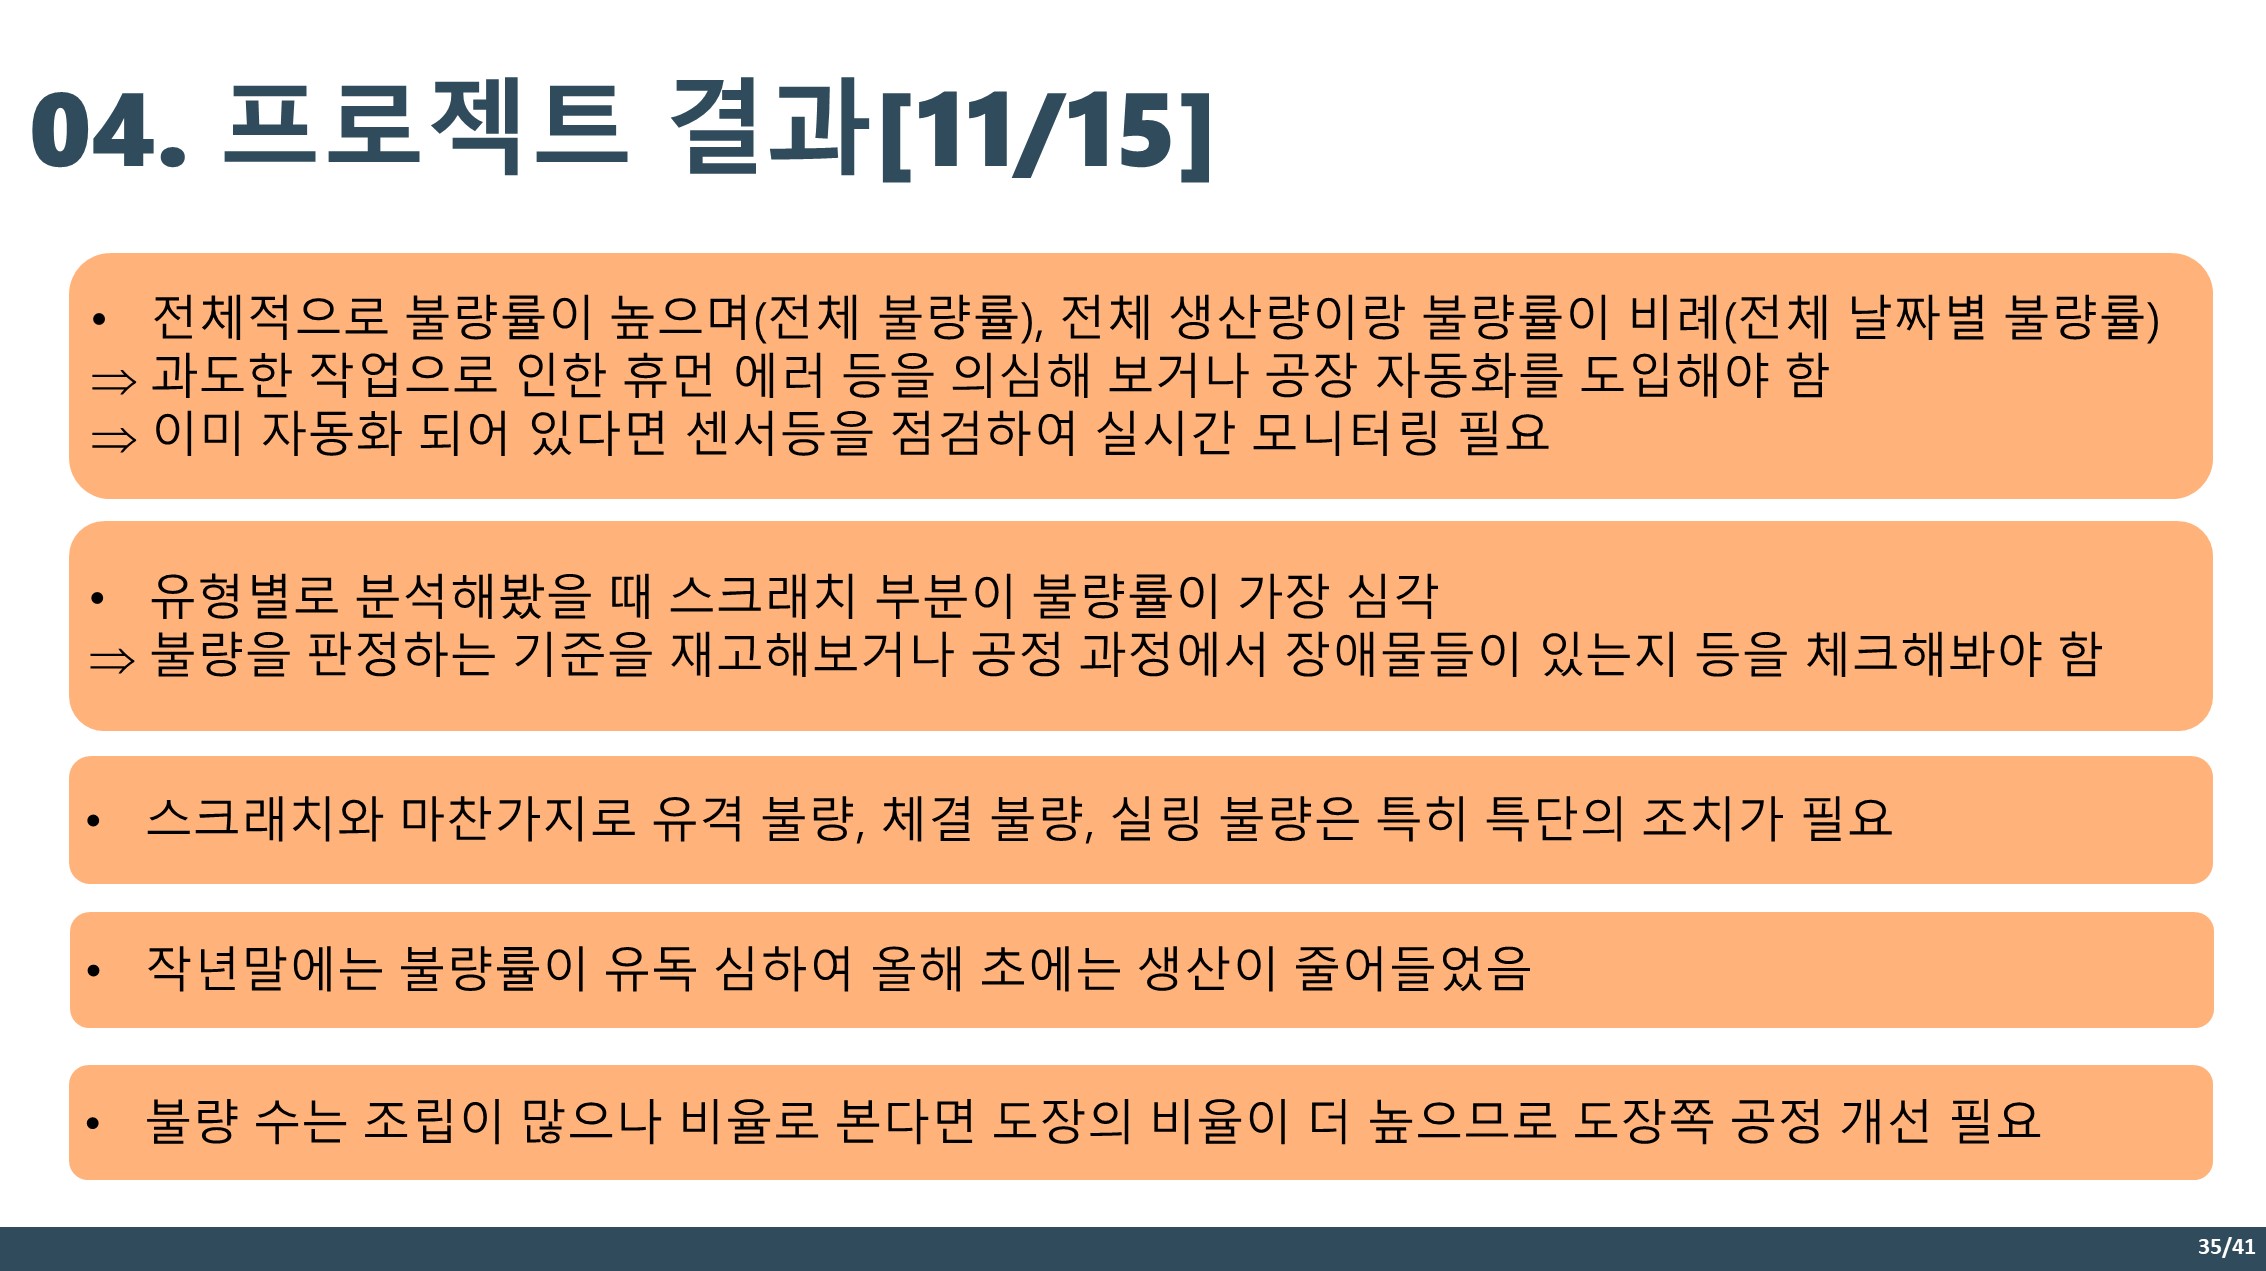 04. 프로젝트 결과[11/15]
• 전체적으로 불량률이 높으며(전체 불량률), 전체 생산량이랑 불량률이 비례(전체 날짜별 불량률)
⇒ 과도한 작업으로 인한 휴먼 에러 등을 의심해 보거나 공장 자동화를 도입해야 함
⇒ 이미 자동화 되어 있다면 센서등을 점검하여 실시간 모니터링 필요
• 유형별로 분석해봤을 때 스크래치 부분이 불량률이 가장 심각
⇒ 불량을 판정하는 기준을 재고해보거나 공정 과정에서 장애물들이 있는지 등을 체크해봐야 함
• 스크래치와 마찬가지로 유격 불량, 체결 불량, 실링 불량은 특히 특단의 조치가 필요
• 작년말에는 불량률이 유독 심하여 올해 초에는 생산이 줄어들었음
• 불량 수는 조립이 많으나 비율로 본다면 도장의 비율이 더 높으므로 도장쪽 공정 개선 필요
35/41